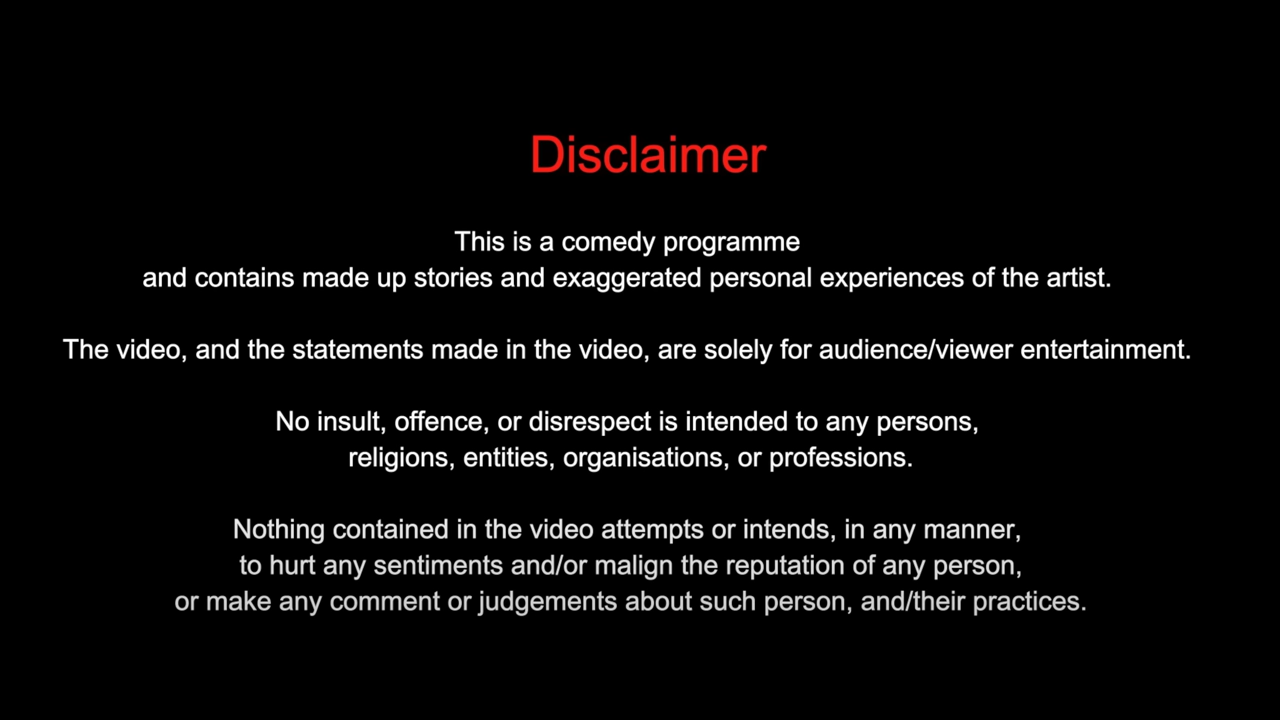 Disclaimer
This is a comedy programme
and contains made up stories and exaggerated personal experiences of the artist.
The video, and the statements made in the video, are solely for audience/viewer entertainment.
No insult, offence, or disrespect is intended to any persons,
religions, entities, organisations, or professions.
Nothing contained in the video attempts or intends, in any manner,
to hurt any sentiments and/or malign the reputation of any person,
or make any comment or judgements about such person, and/their practices.